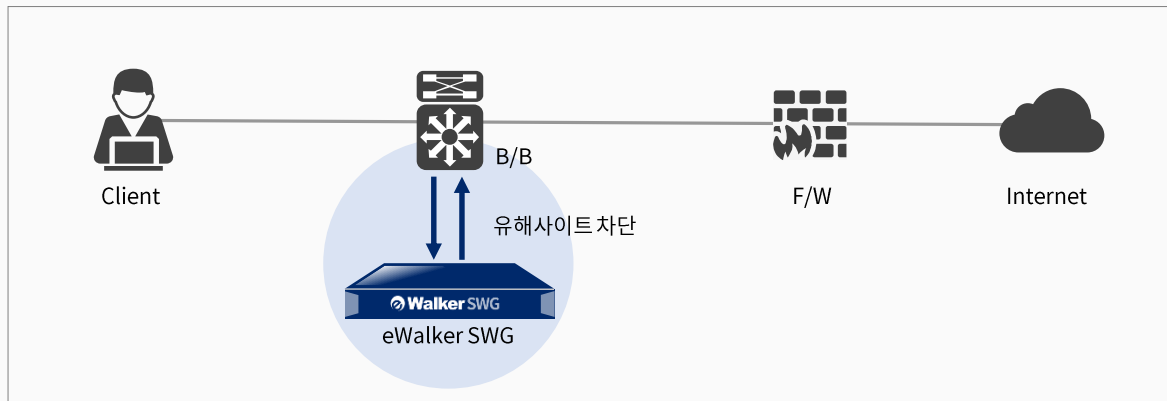 B/B
Client
F/W
Internet
유해사이트 차단
eWalker SWG
eWalker SWG